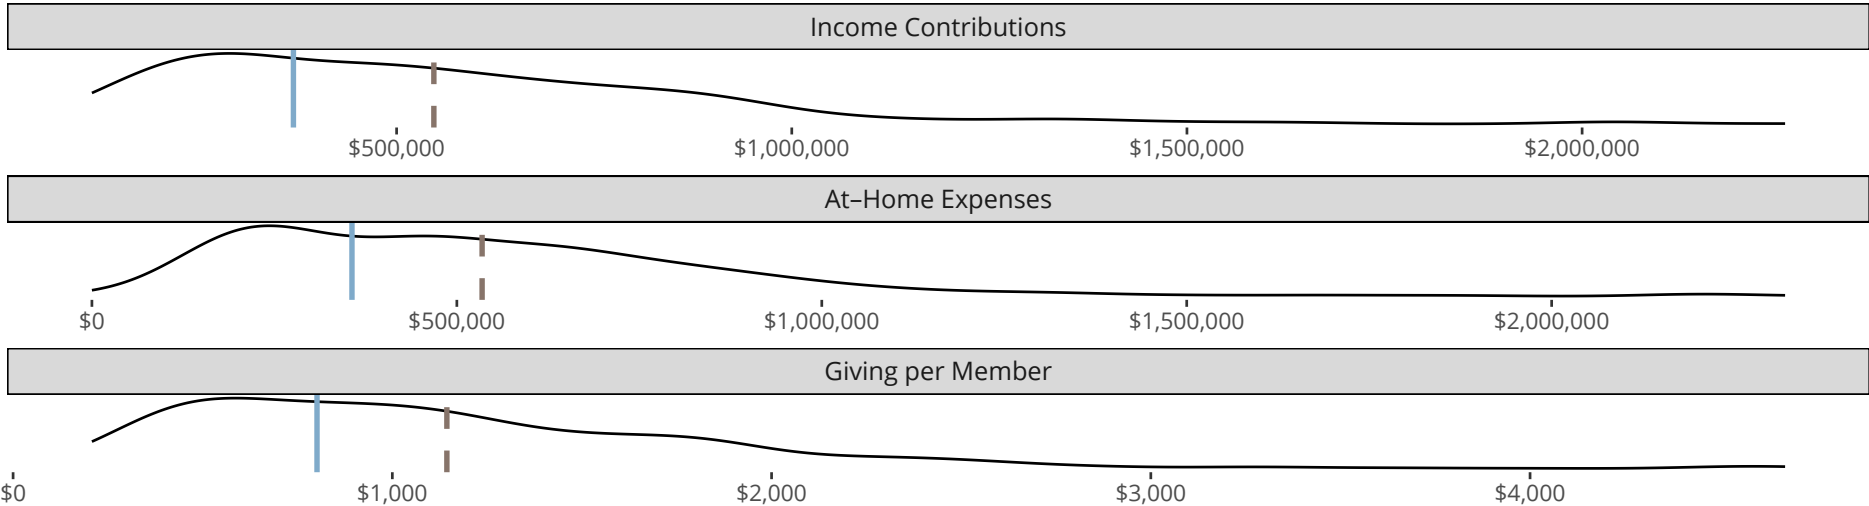 Income Contributions
$500,000 $1,000,000 $1,500,000 $2,000,000
At–Home Expenses
$0 $500,000 $1,000,000 $1,500,000 $2,000,000
Giving per Member
$0 $1,000 $2,000 $3,000 $4,000